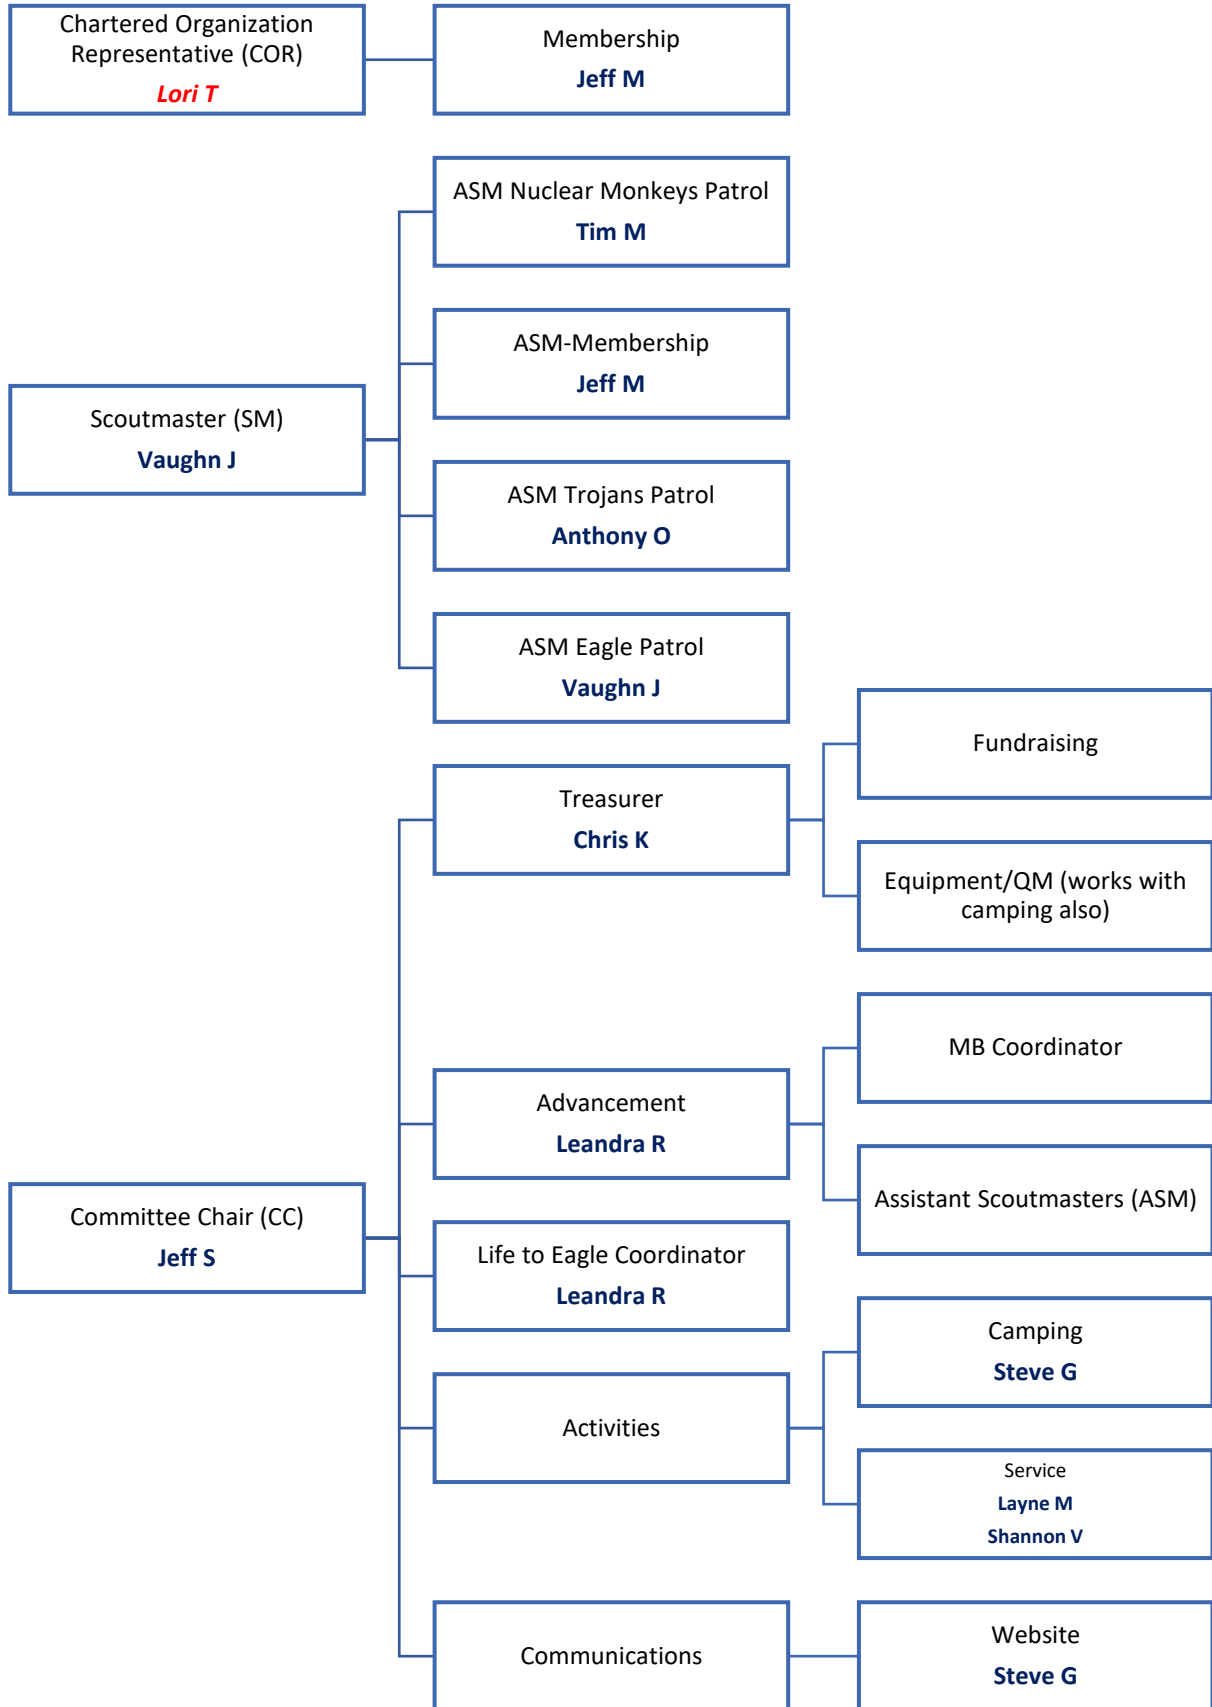 Chartered Organization
Representative (COR)
Lori T
Membership
Jeff M
ASM Nuclear Monkeys Patrol
Tim M
ASM-Membership
Jeff M
Scoutmaster (SM)
Vaughn J
ASM Trojans Patrol
Anthony O
ASM Eagle Patrol
Vaughn J
Fundraising
Treasurer
Chris K
Equipment/QM (works with
camping also)
MB Coordinator
Advancement
Leandra R
Assistant Scoutmasters (ASM)
Committee Chair (CC)
Jeff S
Life to Eagle Coordinator
Leandra R
Camping
Steve G
Activities
Service
Layne M
Shannon V
Communications
Website
Steve G